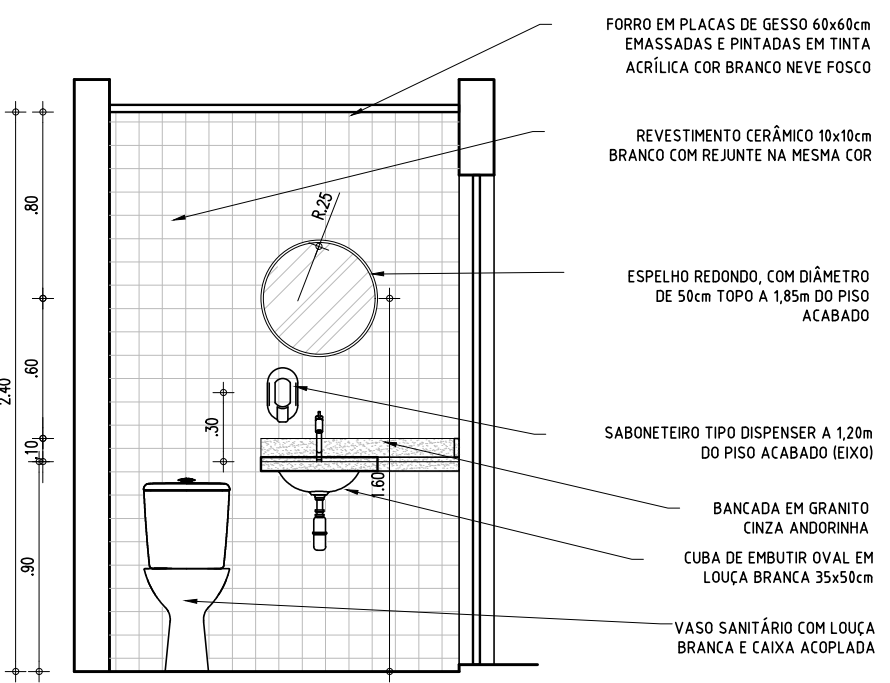 FORRO EM PLACAS DE GESSO 60x60cm
EMASSADAS E PINTADAS EM TINTA
ACRÍLICA COR BRANCO NEVE FOSCO
REVESTIMENTO CERÂMICO 10x10cm
BRANCO COM REJUNTE NA MESMA COR
.80
R.25
ESPELHO REDONDO, COM DIÂMETRO
DE 50cm TOPO A 1,85m DO PISO
ACABADO
.60
2.40
.30
SABONETEIRO TIPO DISPENSER A 1,20m
DO PISO ACABADO (EIXO)
.10
1.60
BANCADA EM GRANITO
CINZA ANDORINHA
.90
CUBA DE EMBUTIR OVAL EM
LOUÇA BRANCA 35x50cm
VASO SANITÁRIO COM LOUÇA
BRANCA E CAIXA ACOPLADA